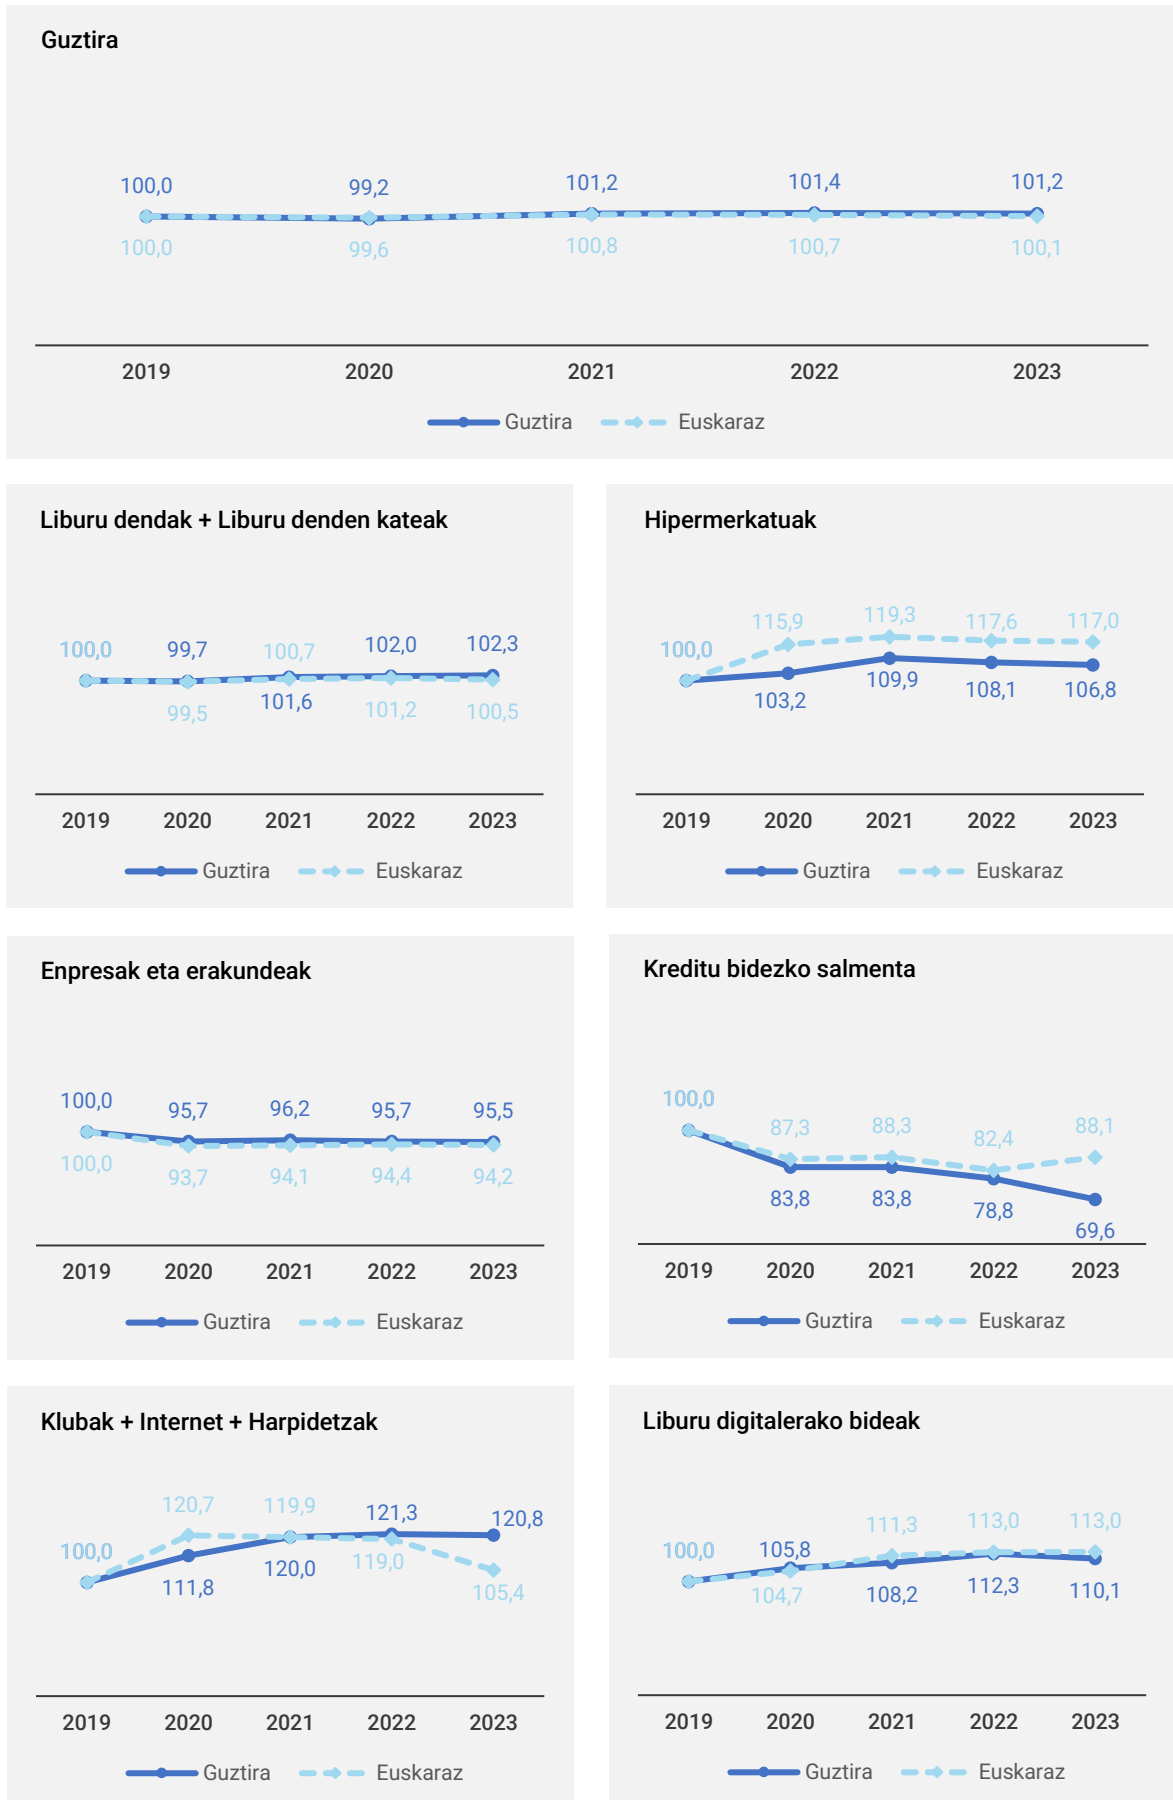 Guztira
100,0 99,2 101,2 101,4 101,2
100,0 99,6 100,8 100,7 100,1
2019 2020 2021 2022 2023
Guztira Euskaraz
Liburu dendak + Liburu denden kateak
100,0 99,7 100,7 102,0 102,3
99,5 101,6 101,2 100,5
2019 2020 2021 2022 2023
Guztira Euskaraz
Hipermerkatuak
100,0 115,9 119,3 117,6 117,0
103,2 109,9 108,1 106,8
2019 2020 2021 2022 2023
Guztira Euskaraz
Enpresak eta erakundeak
100,0 95,7 96,2 95,7 95,5
100,0 93,7 94,1 94,4 94,2
2019 2020 2021 2022 2023
Guztira Euskaraz
Kreditu bidezko salmenta
100,0 87,3 88,3 82,4 88,1
83,8 83,8 78,8 69,6
2019 2020 2021 2022 2023
Guztira Euskaraz
Klubak + Internet + Harpidetzak
100,0 120,7 119,9 121,3 120,8
111,8 120,0 119,0 105,4
2019 2020 2021 2022 2023
Guztira Euskaraz
Liburu digitalerako bideak
100,0 105,8 111,3 113,0 113,0
104,7 108,2 112,3 110,1
2019 2020 2021 2022 2023
Guztira Euskaraz